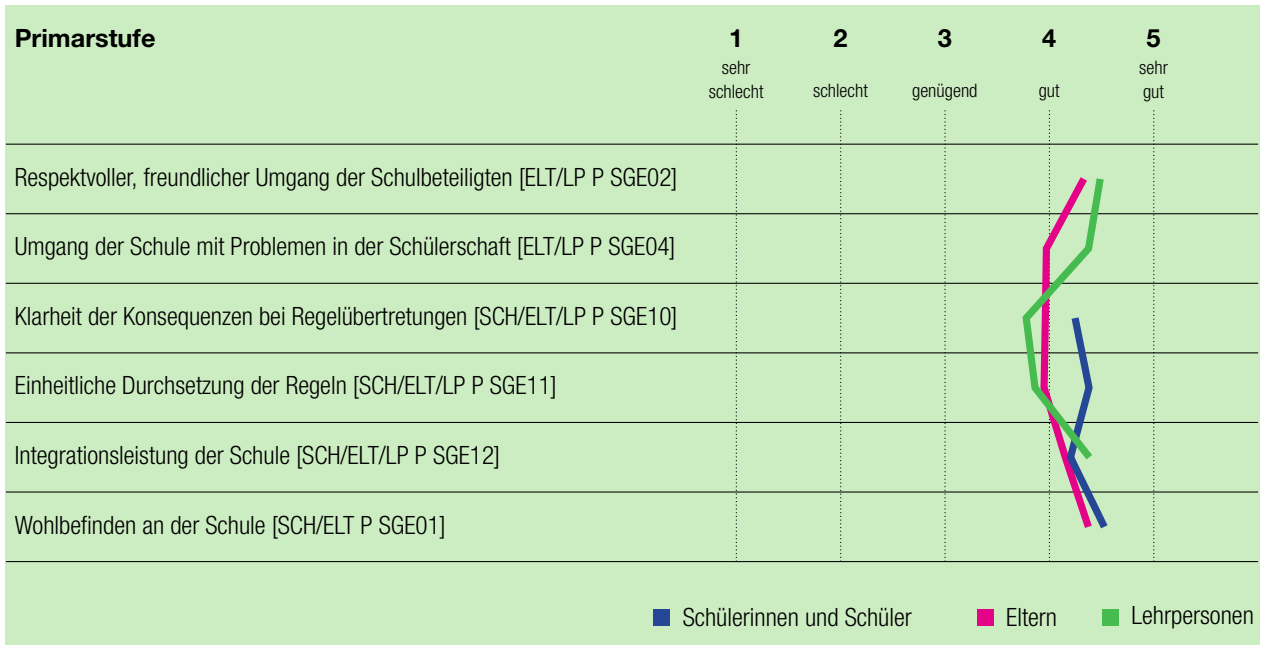 Primarstufe 1 2 3 4 5
sehr schlecht schlecht genügend gut sehr gut
Respektvoller, freundlicher Umgang der Schulbeteiligten [ELT/LP P SGE02]
Umgang der Schule mit Problemen in der Schülerschaft [ELT/LP P SGE04]
Klarheit der Konsequenzen bei Regelübertretungen [SCH/ELT/LP P SGE10]
Einheitliche Durchsetzung der Regeln [SCH/ELT/LP P SGE11]
Integrationsleistung der Schule [SCH/ELT/LP P SGE12]
Wohlbefinden an der Schule [SCH/ELT P SGE01]
Schülerinnen und Schüler Eltern Lehrpersonen